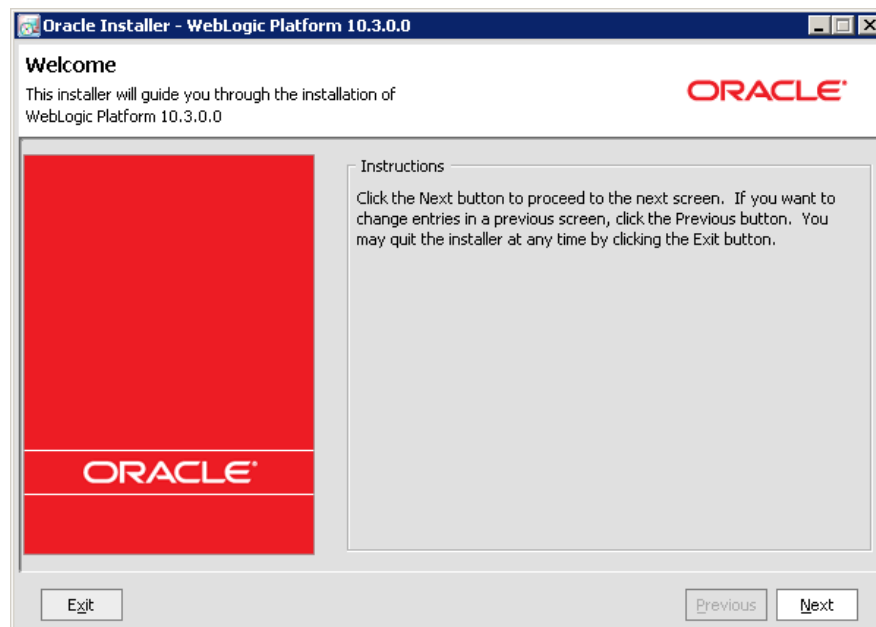 Oracle Installer - WebLogic Platform 10.3.0.0
Welcome
This installer will guide you through the installation of
WebLogic Platform 10.3.0.0
ORACLE
Instructions
Click the Next button to proceed to the next screen. If you want to
change entries in a previous screen, click the Previous button. You
may quit the installer at any time by clicking the Exit button.
ORACLE
Exit
Previous
Next